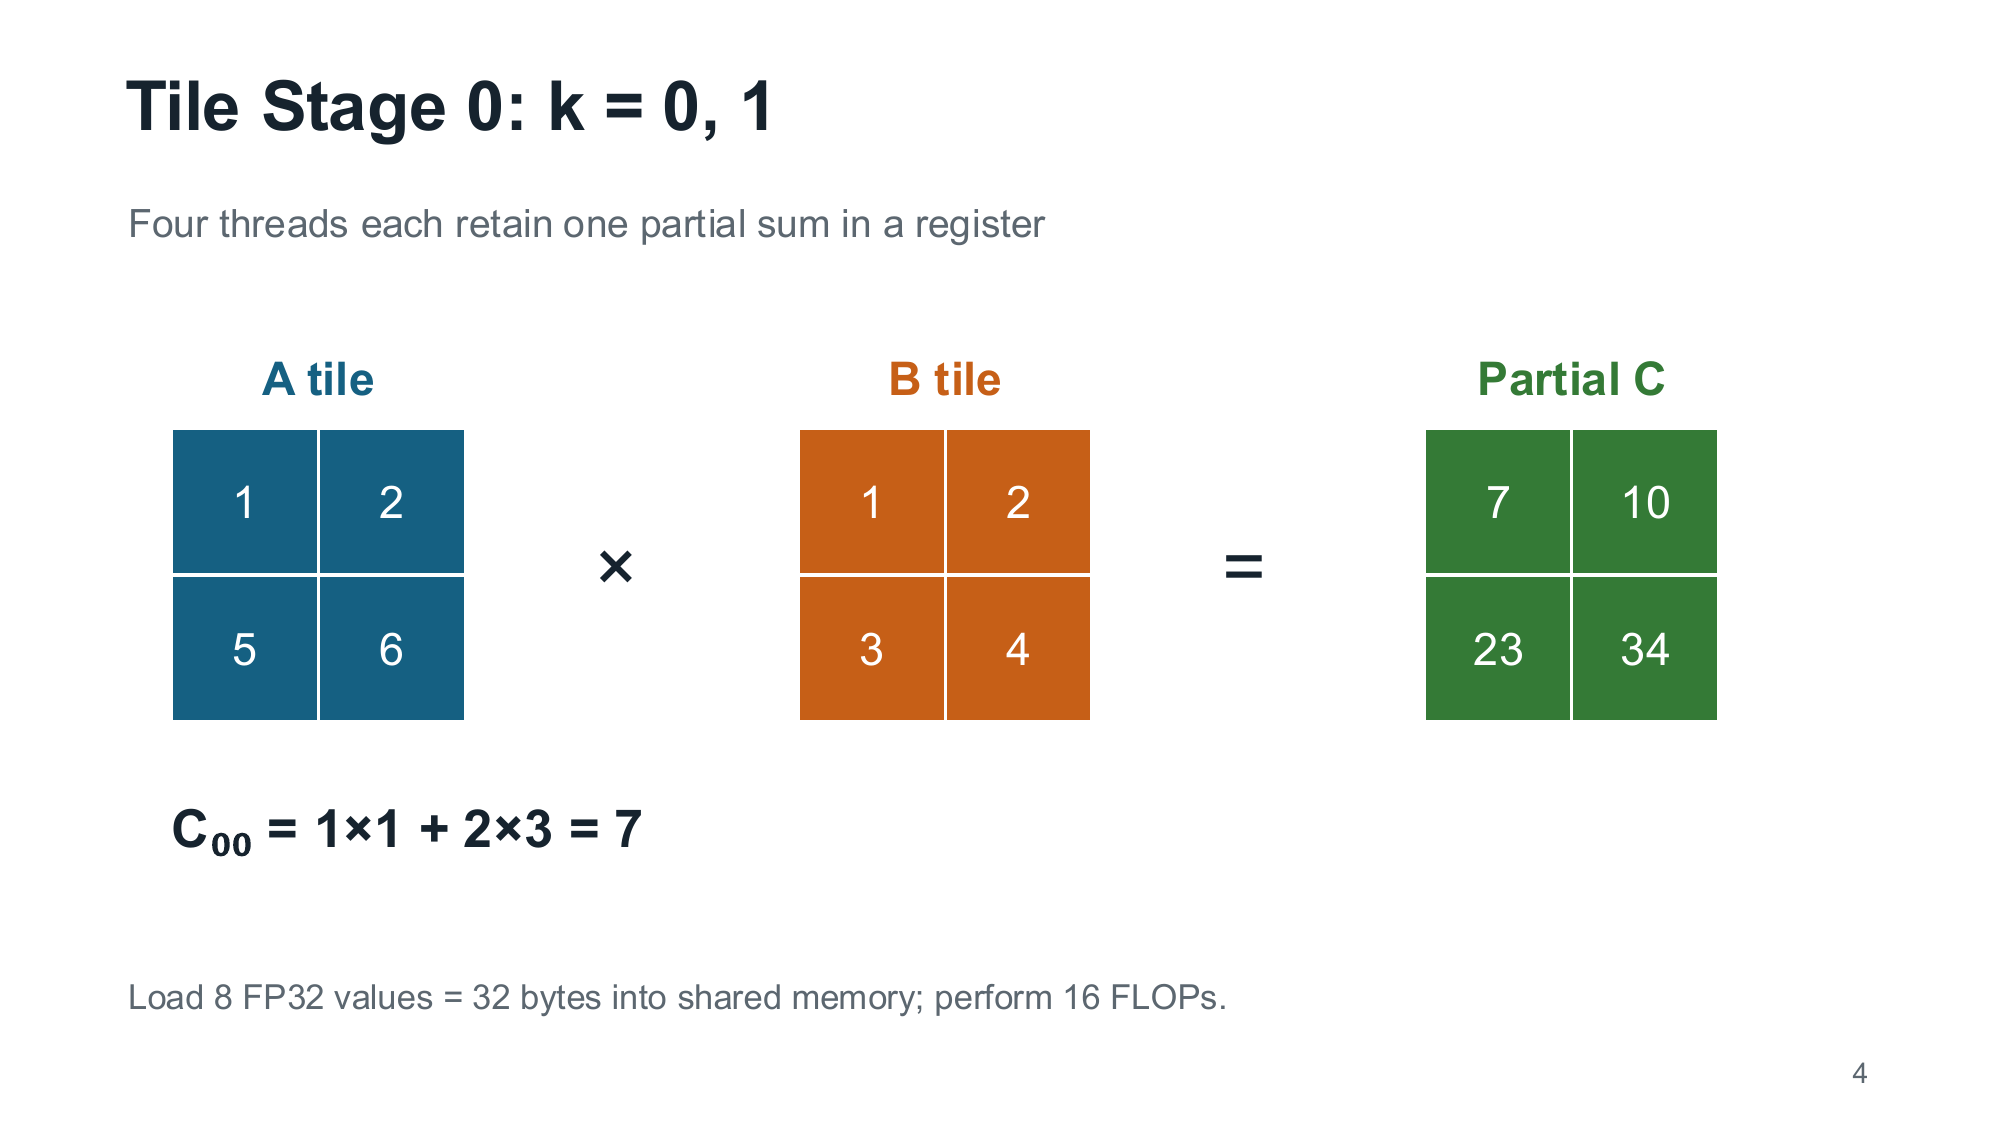 Tile Stage 0: k = 0, 1
Four threads each retain one partial sum in a register
A tile
B tile
Partial C
1 2
1 2
7 10
×
=
5 6
3 4
23 34
C₀₀ = 1×1 + 2×3 = 7
Load 8 FP32 values = 32 bytes into shared memory; perform 16 FLOPs.
4